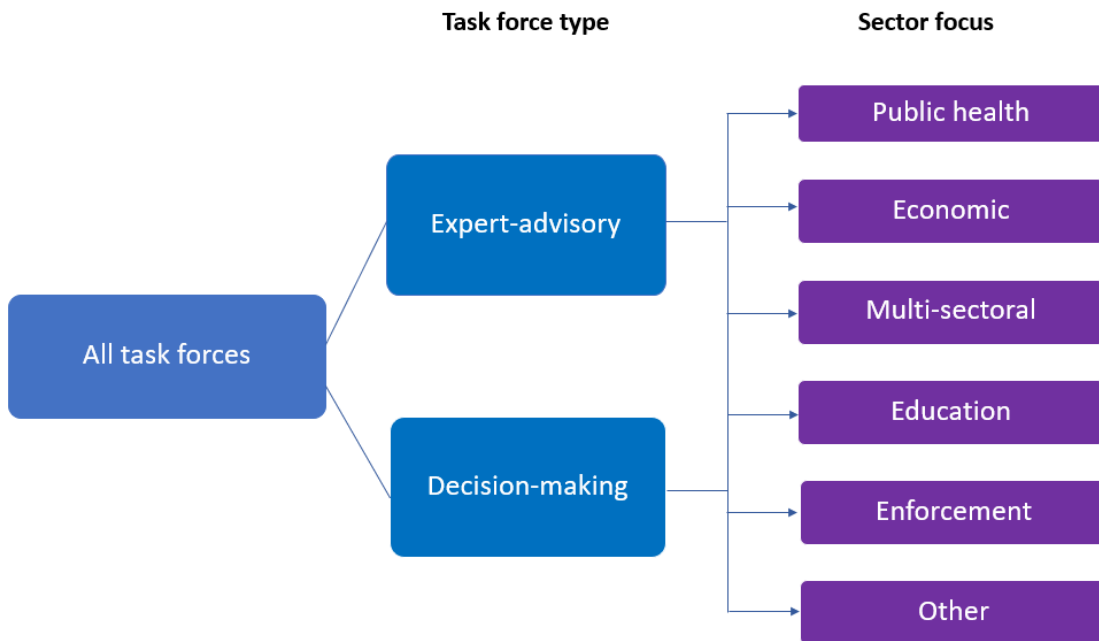 Task force type
Sector focus
All task forces
Expert-advisory
Decision-making
Public health
Economic
Multi-sectoral
Education
Enforcement
Other